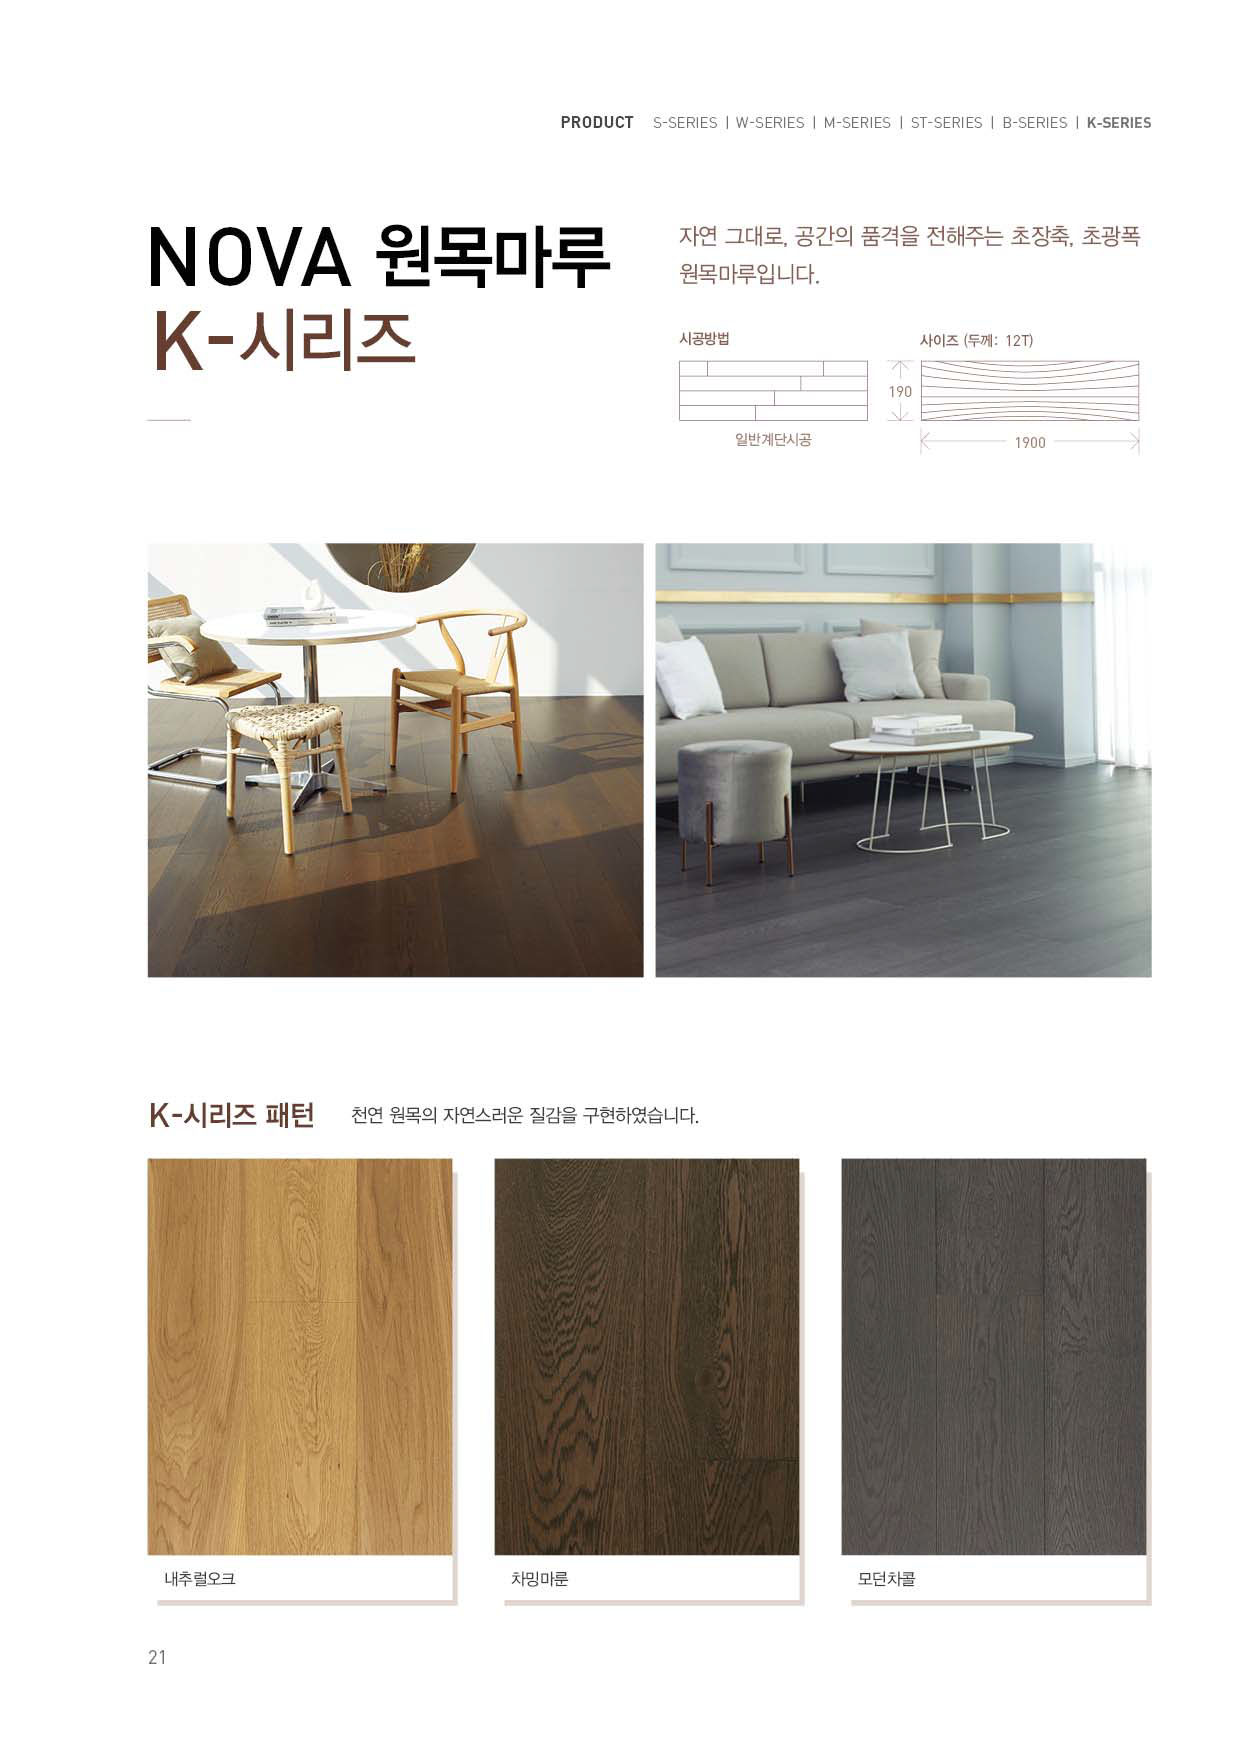 PRODUCT S-SERIES | W-SERIES | M-SERIES | ST-SERIES | B-SERIES | K-SERIES
NOVA 원목마루
K-시리즈
자연 그대로, 공간의 품격을 전해주는 초장축, 초광폭
원목마루입니다.
시공방법
일반계단시공
사이즈 (두께: 12T)
190
1900
K-시리즈 패턴 천연 원목의 자연스러운 질감을 구현하였습니다.
내추럴오크
차밍마룬
모던차콜
21